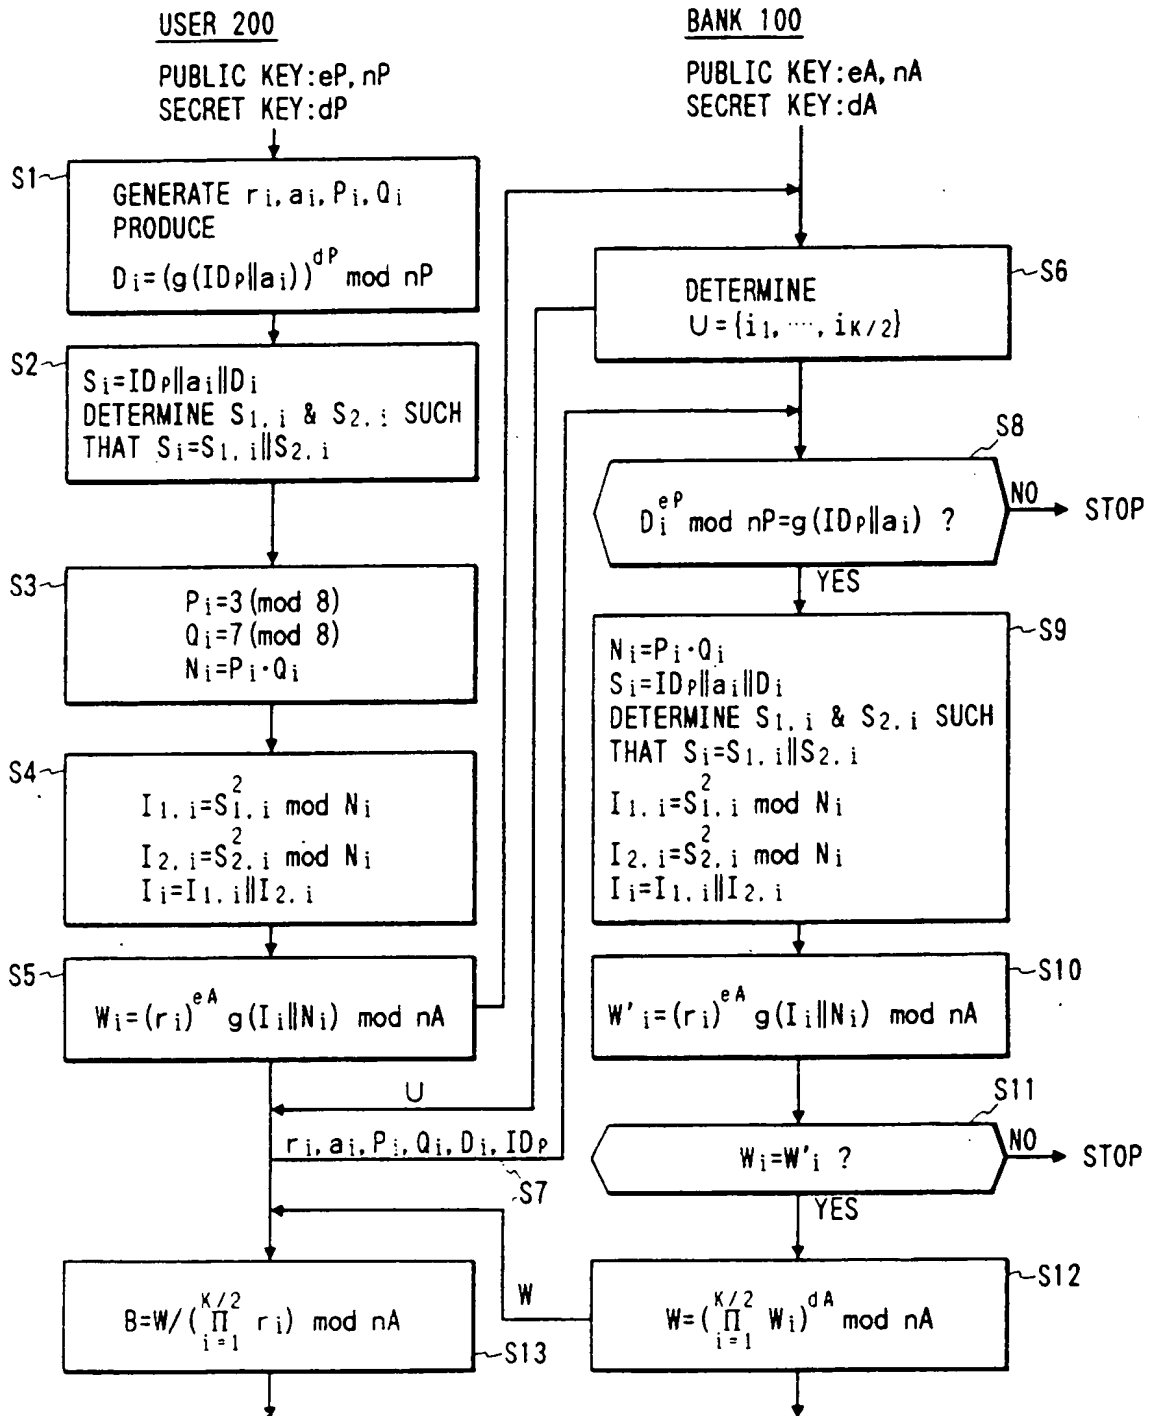 USER 200
PUBLIC KEY:eP, nP
SECRET KEY:dP
S1
GENERATE ri, ai, Pi, Qi
PRODUCE
Di=(g(IDP||ai))^dP mod nP
S2
Si=IDP||ai||Di
DETERMINE S1,i & S2,i SUCH
THAT Si=S1,i||S2,i
S3
Pi=3(mod 8)
Qi=7(mod 8)
Ni=Pi·Qi
S4
I1,i=S1,i^2 mod Ni
I2,i=S2,i^2 mod Ni
Ii=I1,i||I2,i
S5
Wi=(ri)^eA g(Ii||Ni) mod nA
U
ri, ai, Pi, Qi, Di, IDP
S7
W
B=W/(∏_{i=1}^{K/2} ri) mod nA
S13
BANK 100
PUBLIC KEY:eA, nA
SECRET KEY:dA
S6
DETERMINE
U={i1, ···, iK/2}
S8
Di^eP mod nP=g(IDP||ai) ?
NO
STOP
YES
S9
Ni=Pi·Qi
Si=IDP||ai||Di
DETERMINE S1,i & S2,i SUCH
THAT Si=S1,i||S2,i
I1,i=S1,i^2 mod Ni
I2,i=S2,i^2 mod Ni
Ii=I1,i||I2,i
S10
W'i=(ri)^eA g(Ii||Ni) mod nA
S11
Wi=W'i ?
NO
STOP
YES
S12
W=(∏_{i=1}^{K/2} Wi)^dA mod nA